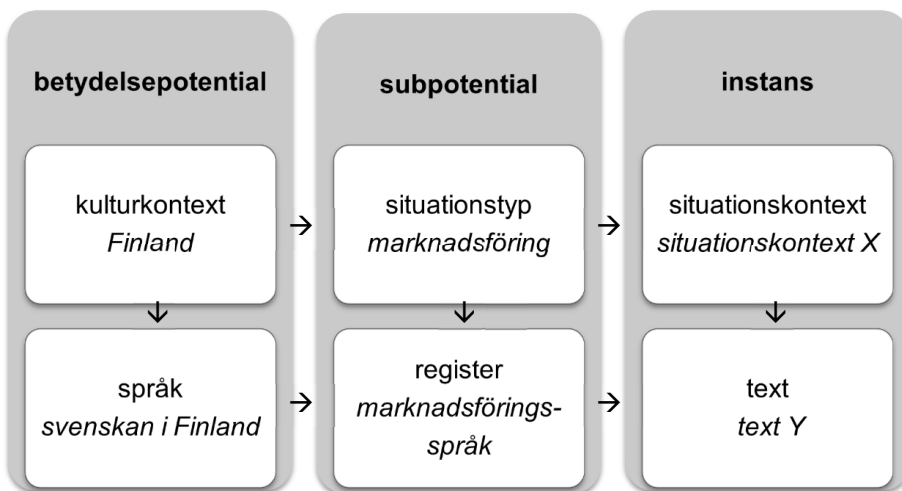 betydelsepotential
subpotential
instans
kulturkontext
Finland
→
situationstyp
marknadsföring
→
situationskontext
situationskontext X
↓
↓
↓
språk
svenskan i Finland
→
register
marknadsförings-
språk
→
text
text Y